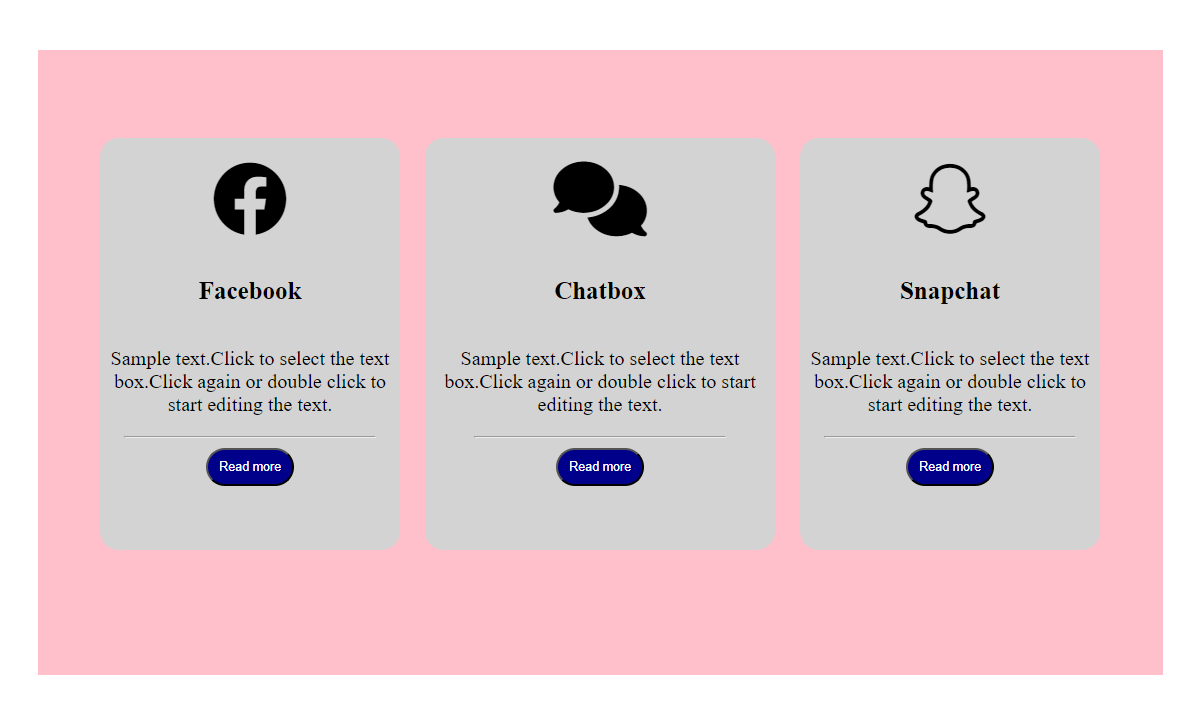 Facebook
Sample text.Click to select the text
box.Click again or double click to
start editing the text.
Read more
Chatbox
Sample text.Click to select the text
box.Click again or double click to start
editing the text.
Read more
Snapchat
Sample text.Click to select the text
box.Click again or double click to
start editing the text.
Read more